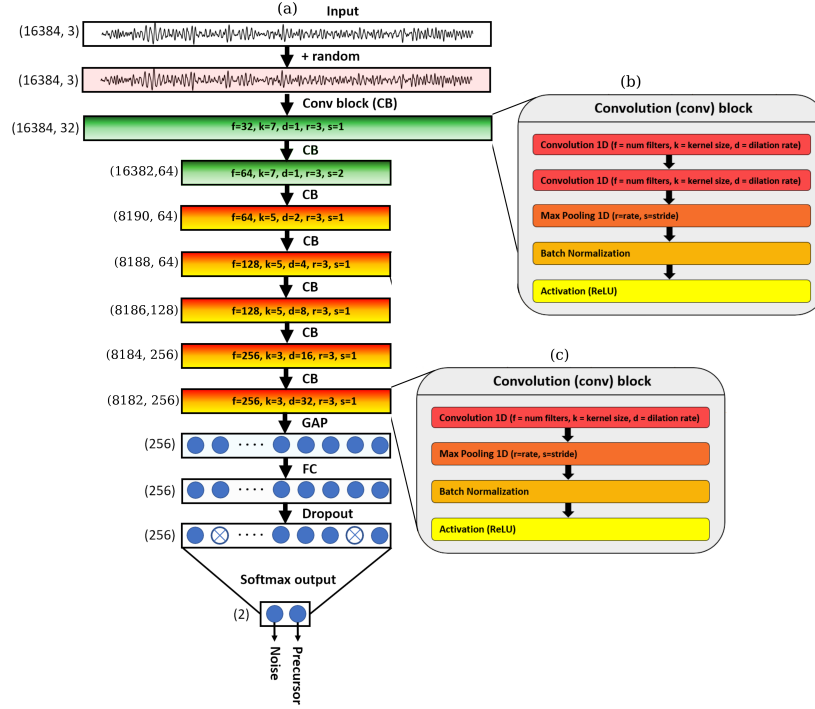 (a)
Input
(16384, 3)
+ random
(16384, 3)
Conv block (CB)
(16384, 32)
f=32, k=7, d=1, r=3, s=1
CB
(16382,64)
f=64, k=7, d=1, r=3, s=2
CB
(8190, 64)
f=64, k=5, d=2, r=3, s=1
CB
(8188, 64)
f=128, k=5, d=4, r=3, s=1
CB
(8186,128)
f=128, k=5, d=8, r=3, s=1
CB
(8184, 256)
f=256, k=3, d=16, r=3, s=1
CB
(8182, 256)
f=256, k=3, d=32, r=3, s=1
GAP
(256)
FC
(256)
Dropout
(256)
Softmax output
(2)
Noise
Precursor
(b)
Convolution (conv) block
Convolution 1D (f = num filters, k = kernel size, d = dilation rate)
Convolution 1D (f = num filters, k = kernel size, d = dilation rate)
Max Pooling 1D (r=rate, s=stride)
Batch Normalization
Activation (ReLU)
(c)
Convolution (conv) block
Convolution 1D (f = num filters, k = kernel size, d = dilation rate)
Max Pooling 1D (r=rate, s=stride)
Batch Normalization
Activation (ReLU)